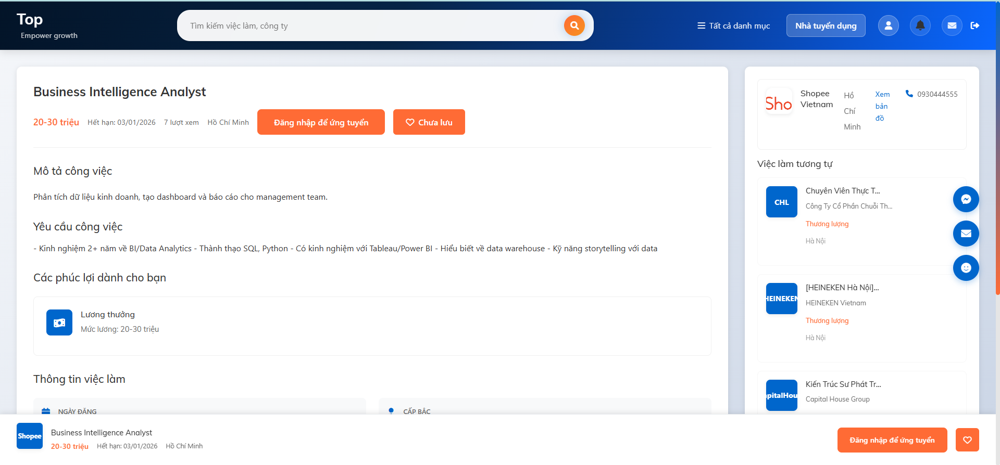 Top
Empower growth
Tìm kiếm việc làm, công ty
Tất cả danh mục
Nhà tuyển dụng
Business Intelligence Analyst
20-30 triệu
Hết hạn: 03/01/2026
7 lượt xem
Hồ Chí Minh
Đăng nhập để ứng tuyển
Chưa lưu
Mô tả công việc
Phân tích dữ liệu kinh doanh, tạo dashboard và báo cáo cho management team.
Yêu cầu công việc
- Kinh nghiệm 2+ năm về BI/Data Analytics - Thành thạo SQL, Python - Có kinh nghiệm với Tableau/Power BI - Hiểu biết về data warehouse - Kỹ năng storytelling với data
Các phúc lợi dành cho bạn
Lương thưởng
Mức lương: 20-30 triệu
Thông tin việc làm
NGÀY ĐĂNG
CẤP BẬC
Sho
Shopee
Vietnam
Hồ
Chí
Minh
Xem
bản
đồ
0930444555
Việc làm tương tự
CHL
Chuyên Viên Thực T...
Công Ty Cổ Phần Chuỗi Th...
Thương lượng
Hà Nội
HEINEKEN
[HEINEKEN Hà Nội]...
HEINEKEN Vietnam
Thương lượng
Hà Nội
pitalHou
Kiến Trúc Sư Phát Tr...
Capital House Group
Shopee
Business Intelligence Analyst
20-30 triệu
Hết hạn: 03/01/2026
Hồ Chí Minh
Đăng nhập để ứng tuyển